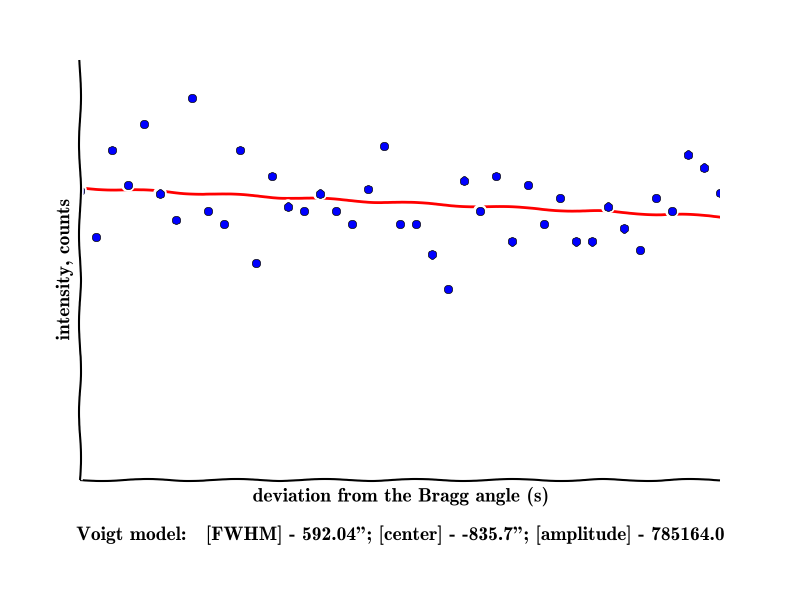 intensity, counts
deviation from the Bragg angle (s)
Voigt model: [FWHM] - 592.04”; [center] - -835.7”; [amplitude] - 785164.0